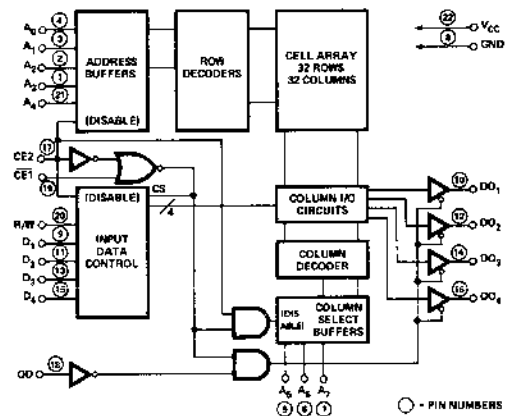 A0 4
A1 3
A2 2
A3 1
A4 21
ADDRESS
BUFFERS
(DISABLE)
ROW
DECODERS
CELL ARRAY
32 ROWS
32 COLUMNS
22 VCC
8 GND
17
CE2
CE1
19
CS
4
(DISABLE)
INPUT
DATA
CONTROL
R/W 20
D1 9
D2 11
D3 13
D4 15
COLUMN I/O
CIRCUITS
COLUMN
DECODER
(DIS
ABLE)
COLUMN
SELECT
BUFFERS
10 DO1
12 DO2
14 DO3
16 DO4
OD 18
A5 A6 A7
5 6 7
- PIN NUMBERS